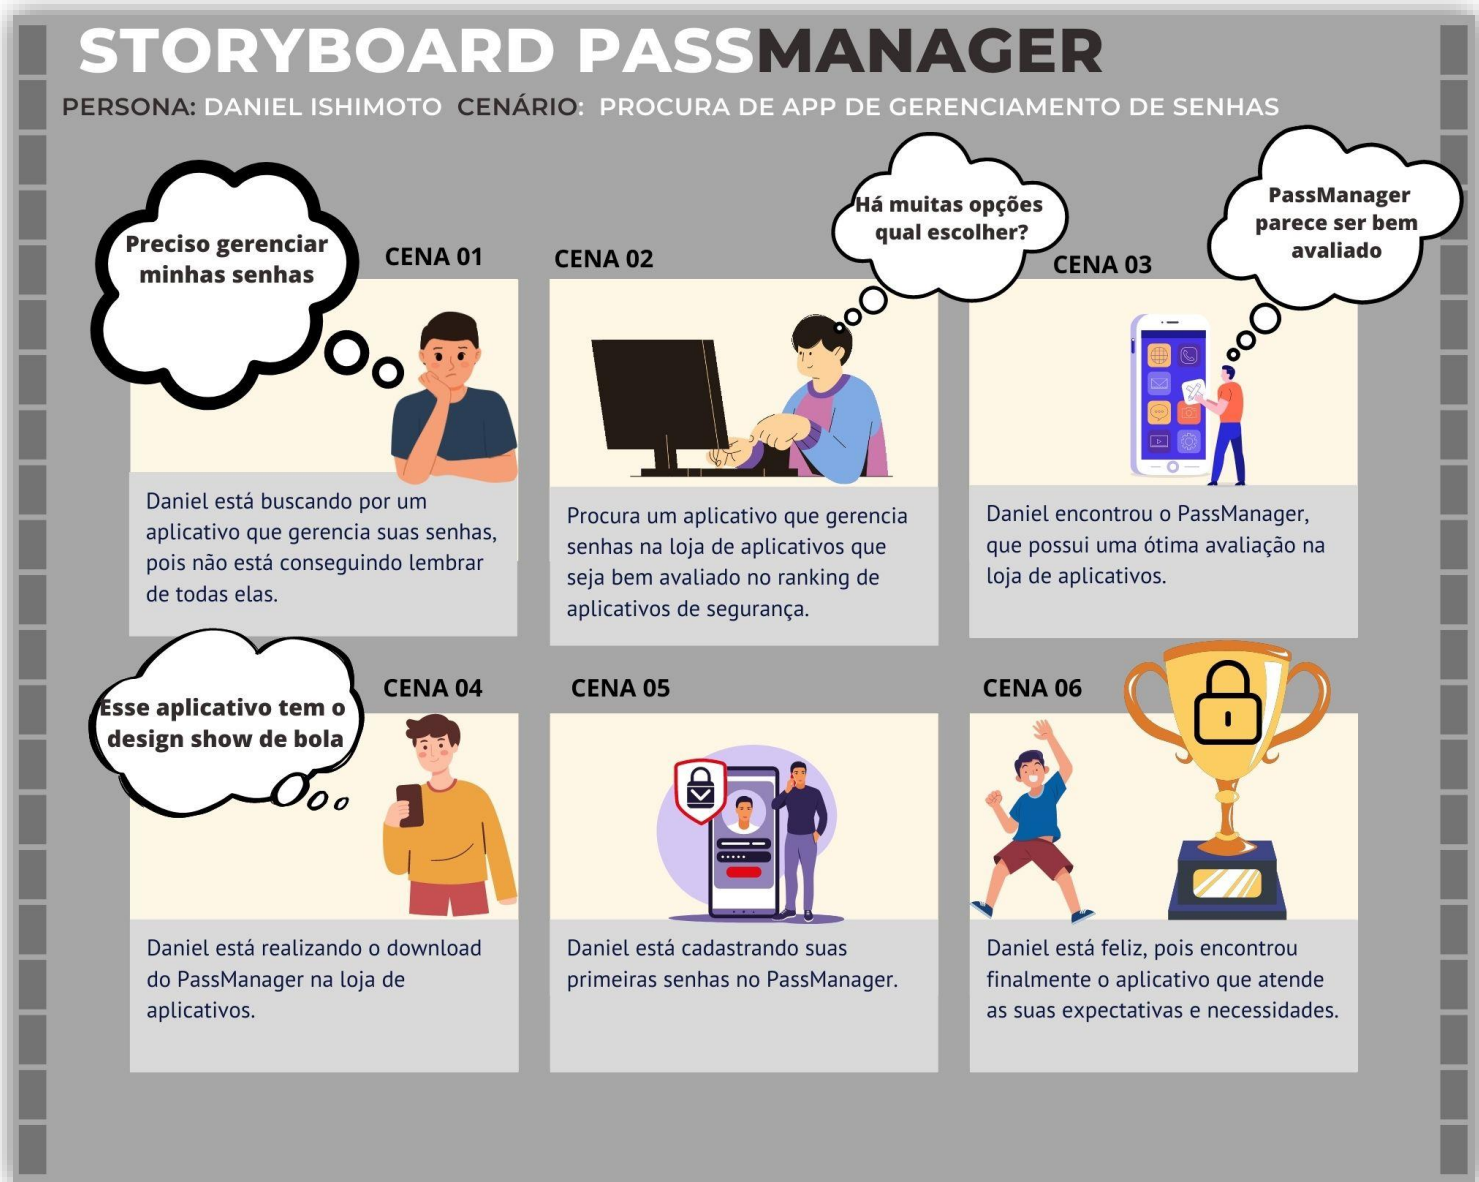 STORYBOARD PASSMANAGER
PERSONA: DANIEL ISHIMOTO CENÁRIO: PROCURA DE APP DE GERENCIAMENTO DE SENHAS
Preciso gerenciar
minhas senhas
CENA 01
Daniel está buscando por um
aplicativo que gerencia suas senhas,
pois não está conseguindo lembrar
de todas elas.
Há muitas opções
qual escolher?
CENA 02
Procura um aplicativo que gerencia
senhas na loja de aplicativos que
seja bem avaliado no ranking de
aplicativos de segurança.
PassManager
parece ser bem
avaliado
CENA 03
Daniel encontrou o PassManager,
que possui uma ótima avaliação na
loja de aplicativos.
Esse aplicativo tem o
design show de bola
CENA 04
Daniel está realizando o download
do PassManager na loja de
aplicativos.
CENA 05
Daniel está cadastrando suas
primeiras senhas no PassManager.
CENA 06
Daniel está feliz, pois encontrou
finalmente o aplicativo que atende
as suas expectativas e necessidades.